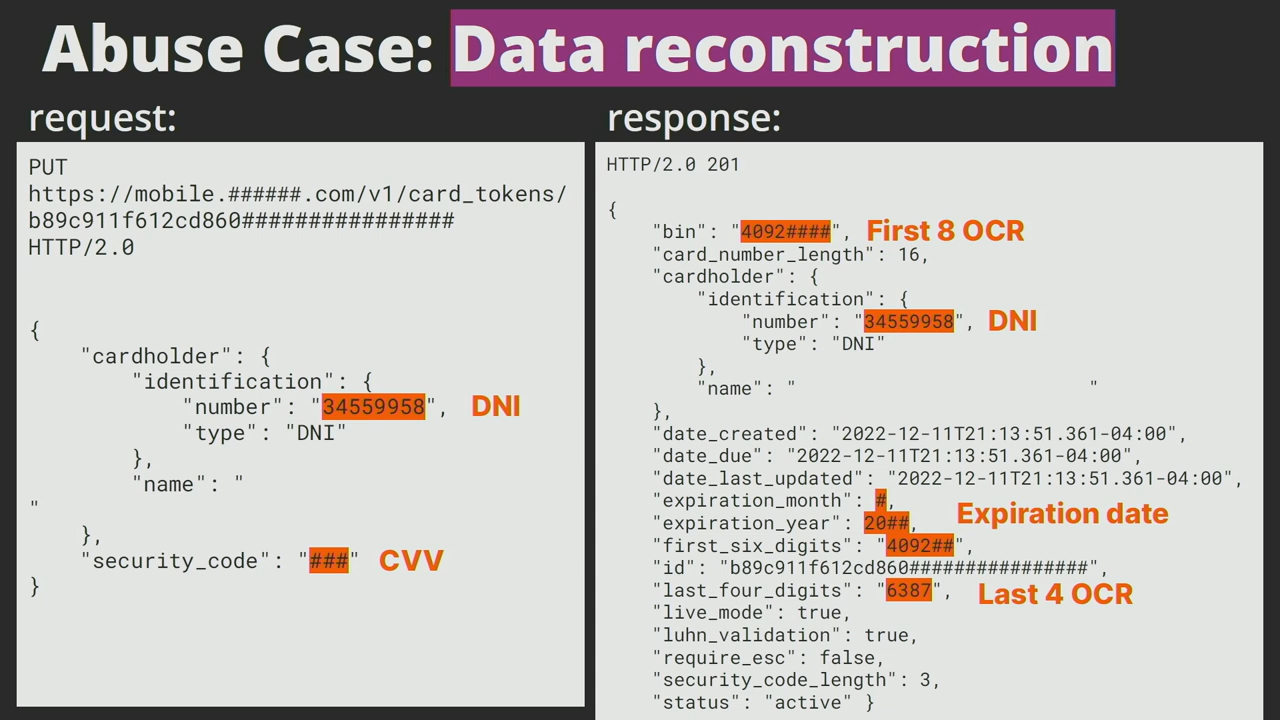 Abuse Case: Data reconstruction
request:
PUT
https://mobile.######.com/v1/card_tokens/
b89c911f612cd860################
HTTP/2.0
{
"cardholder": {
"identification": {
"number": "34559958", DNI
"type": "DNI"
},
"name": "
"
},
"security_code": "###" CVV
}
response:
HTTP/2.0 201
{
"bin": "4092####", First 8 OCR
"card_number_length": 16,
"cardholder": {
"identification": {
"number": "34559958", DNI
"type": "DNI"
},
"name": " "
},
"date_created": "2022-12-11T21:13:51.361-04:00",
"date_due": "2022-12-11T21:13:51.361-04:00",
"date_last_updated": "2022-12-11T21:13:51.361-04:00",
"expiration_month": #,
"expiration_year": 20##, Expiration date
"first_six_digits": "4092##",
"id": "b89c911f612cd860################",
"last_four_digits": "6387", Last 4 OCR
"live_mode": true,
"luhn_validation": true,
"require_esc": false,
"security_code_length": 3,
"status": "active" }